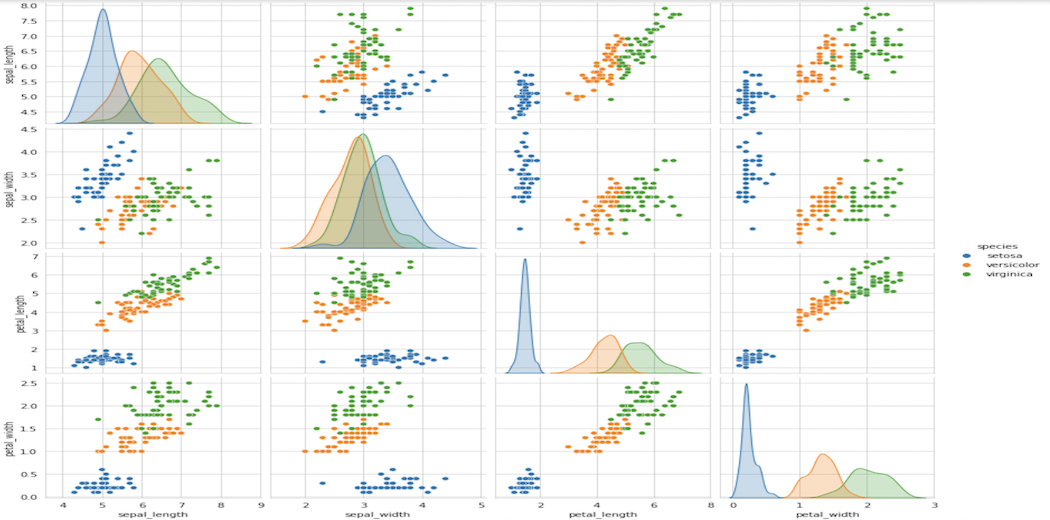 8.0
7.5
7.0
6.5
6.0
5.5
5.0
4.5
sepal_length
4.5
4.0
3.5
3.0
2.5
2.0
sepal_width
species
setosa
versicolor
virginica
7
6
5
4
3
2
1
petal_length
2.5
2.0
1.5
1.0
0.5
0.0
petal_width
4 5 6 7 8 9 2 3 4 5 2 4 6 8 0 1 2 3
sepal_length sepal_width petal_length petal_width